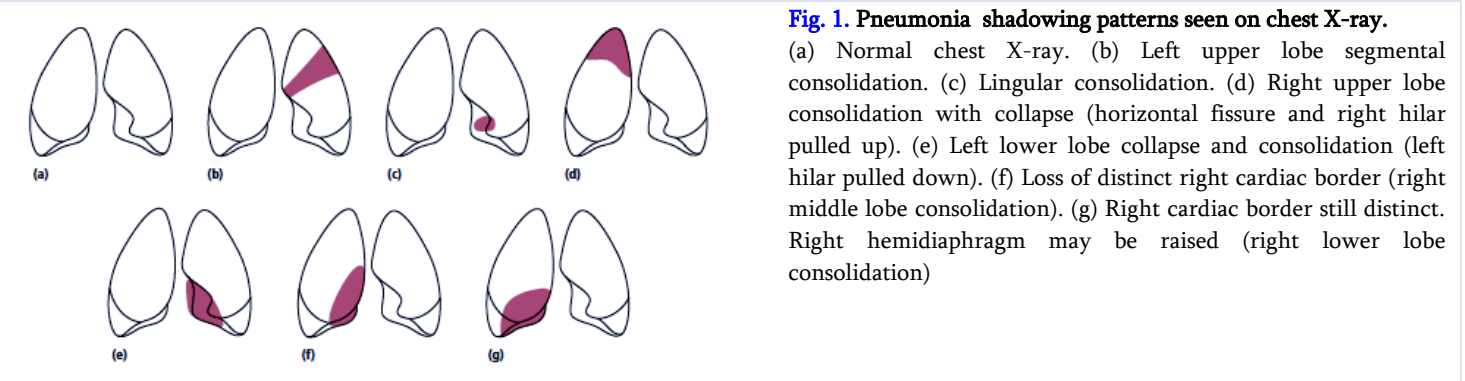 Fig. 1. Pneumonia shadowing patterns seen on chest X-ray.
(a) Normal chest X-ray. (b) Left upper lobe segmental
consolidation. (c) Lingular consolidation. (d) Right upper lobe
consolidation with collapse (horizontal fissure and right hilar
pulled up). (e) Left lower lobe collapse and consolidation (left
hilar pulled down). (f) Loss of distinct right cardiac border (right
middle lobe consolidation). (g) Right cardiac border still distinct.
Right hemidiaphragm may be raised (right lower lobe
consolidation)
(a)
(b)
(c)
(d)
(e)
(f)
(g)